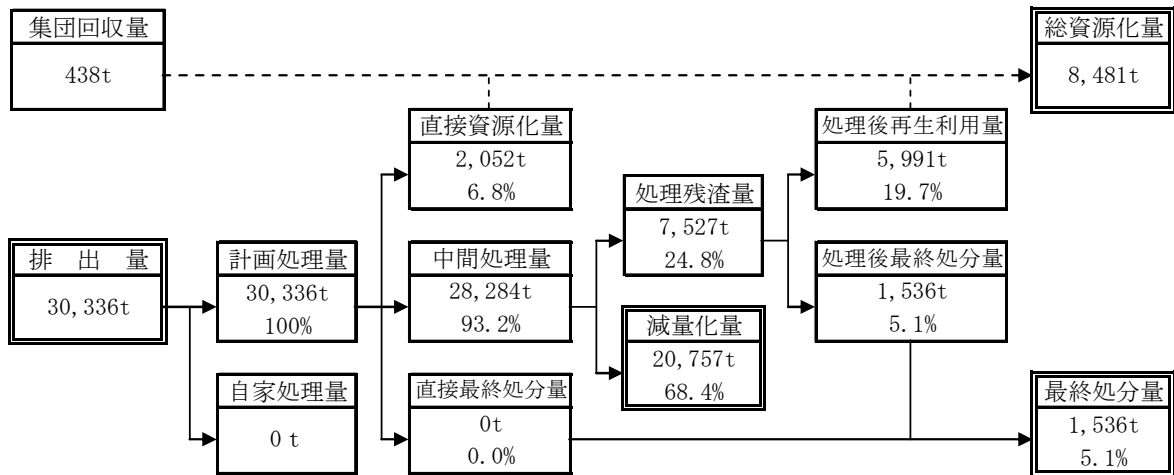 集団回収量
438t
総資源化量
8,481t
直接資源化量
2,052t
6.8%
処理後再生利用量
5,991t
19.7%
処理残渣量
7,527t
24.8%
排 出 量
30,336t
計画処理量
30,336t
100%
中間処理量
28,284t
93.2%
処理後最終処分量
1,536t
5.1%
減量化量
20,757t
68.4%
自家処理量
0 t
直接最終処分量
0t
0.0%
最終処分量
1,536t
5.1%